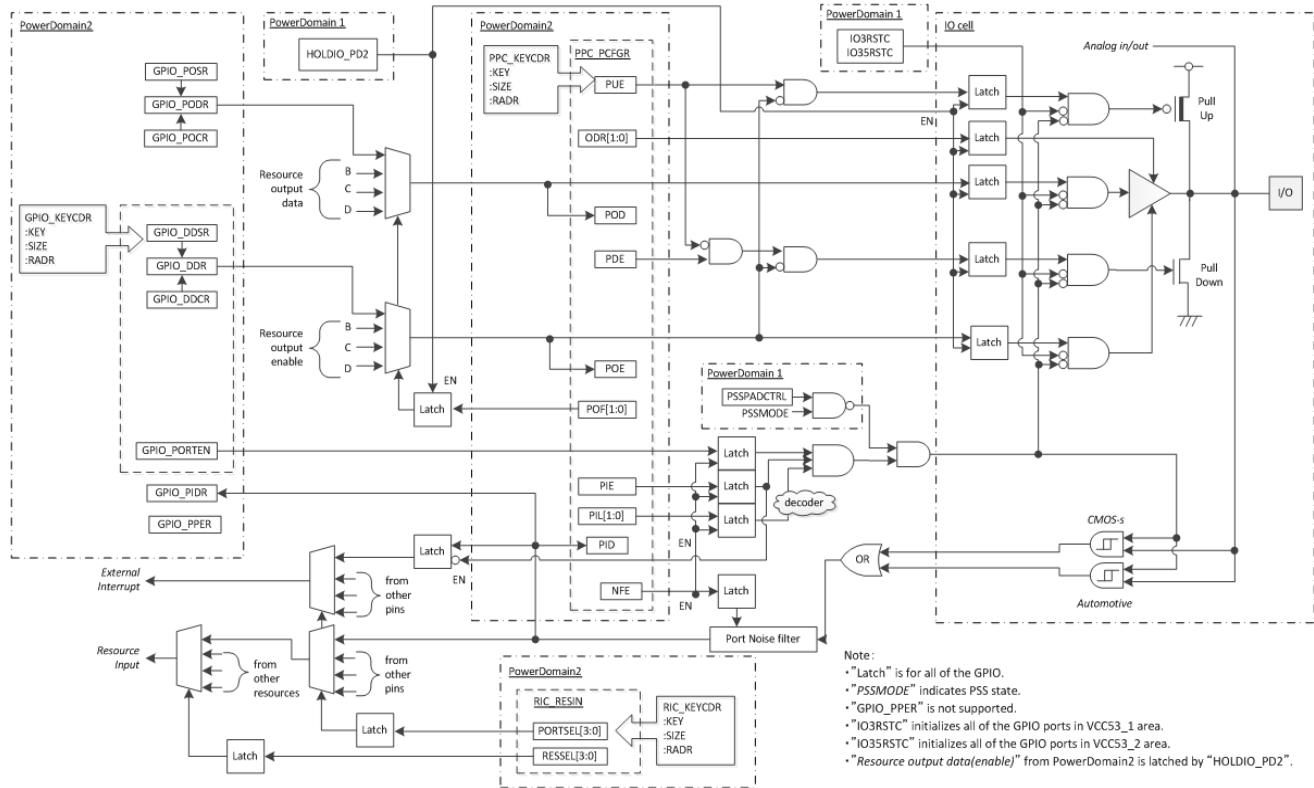 PowerDomain2
GPIO_POSR
GPIO_PODR
GPIO_POCR
GPIO_KEYCDR
:KEY
:SIZE
:RADR
GPIO_DDSR
GPIO_DDR
GPIO_DDCR
GPIO_PORTEN
GPIO_PIDR
GPIO_PPER
PowerDomain 1
HOLDIO_PD2
Resource
output
data
B
C
D
Resource
output
enable
B
C
D
EN
Latch
PowerDomain2
PPC_KEYCDR
:KEY
:SIZE
:RADR
PPC_PCFGR
PUE
ODR[1:0]
POD
PDE
POE
POF[1:0]
PIE
PIL[1:0]
PID
NFE
EN
EN
PowerDomain 1
IO3RSTC
IO35RSTC
PowerDomain 1
PSSPADCTRL
PSSMODE
Latch
Latch
Latch
decoder
Latch
Port Noise filter
OR
IO cell
Analog in/out
EN
Latch
Latch
Latch
Latch
Latch
Pull
Up
I/O
Pull
Down
CMOS-s
Automotive
Latch
EN
External
Interrupt
from
other
pins
Resource
Input
from
other
resources
from
other
pins
Latch
Latch
PowerDomain2
RIC_RESIN
PORTSEL[3:0]
RESSEL[3:0]
RIC_KEYCDR
:KEY
:SIZE
:RADR
Note:
·"Latch" is for all of the GPIO.
·"PSSMODE" indicates PSS state.
·"GPIO_PPER" is not supported.
·"IO3RSTC" initializes all of the GPIO ports in VCC53_1 area.
·"IO35RSTC" initializes all of the GPIO ports in VCC53_2 area.
·"Resource output data(enable)" from PowerDomain2 is latched by "HOLDIO_PD2".